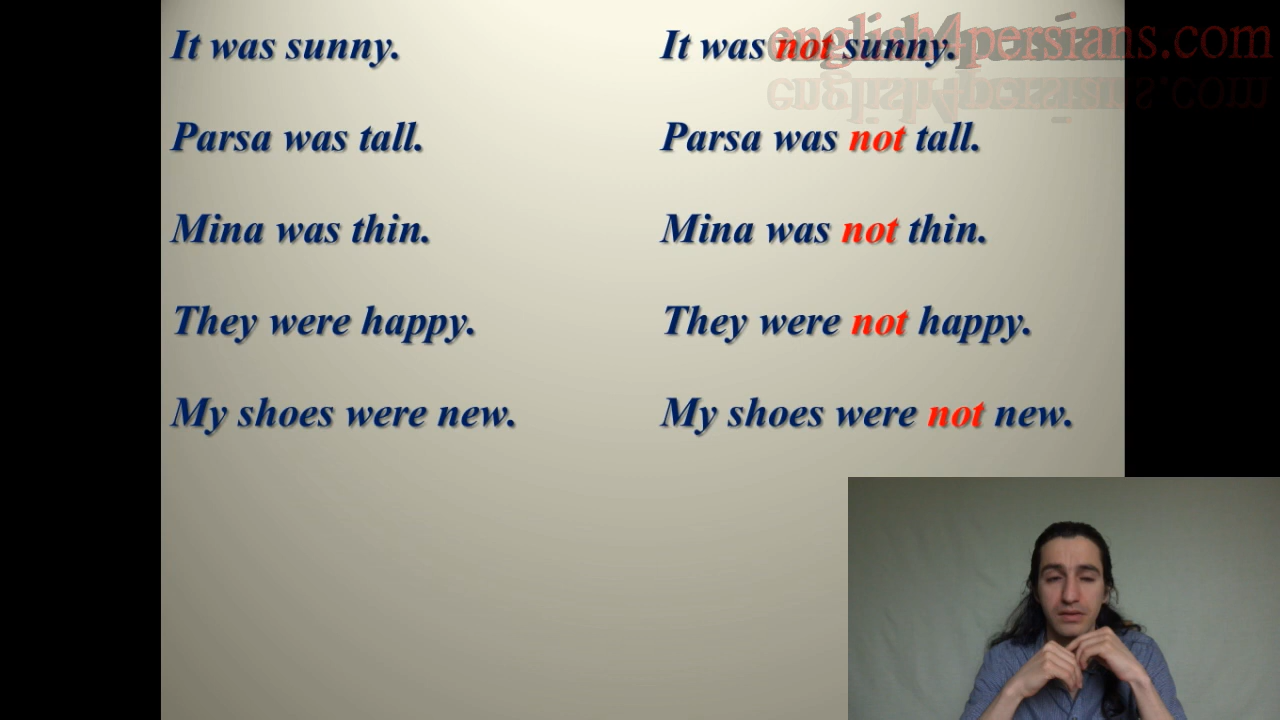 english4persians.com
It was sunny. It was not sunny.
Parsa was tall. Parsa was not tall.
Mina was thin. Mina was not thin.
They were happy. They were not happy.
My shoes were new. My shoes were not new.